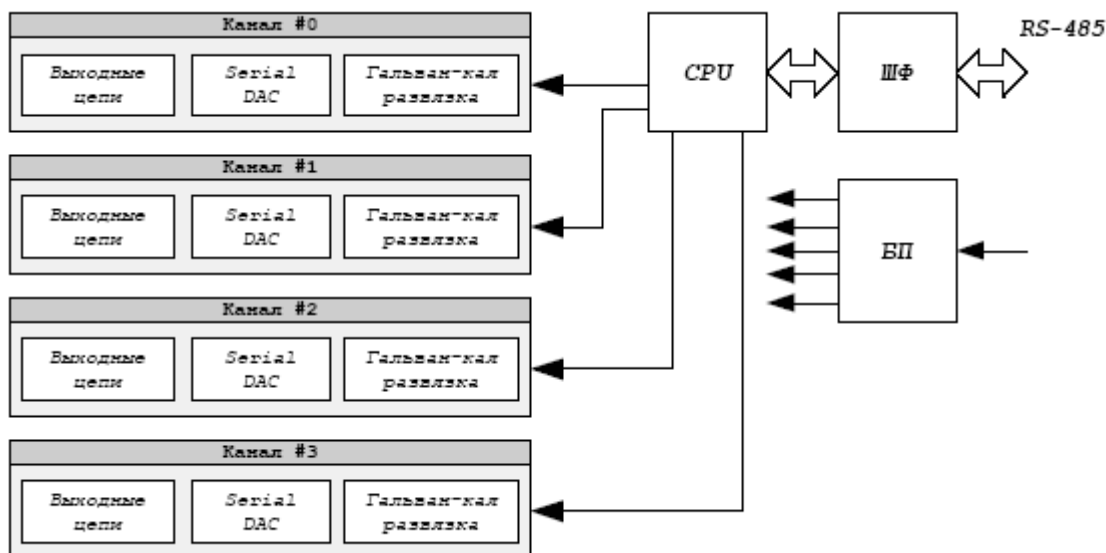 Канал #0
Выходные
цепи
Serial
DAC
Гальван-кая
развязка
CPU
ШФ
RS-485
Канал #1
Выходные
цепи
Serial
DAC
Гальван-кая
развязка
БП
Канал #2
Выходные
цепи
Serial
DAC
Гальван-кая
развязка
Канал #3
Выходные
цепи
Serial
DAC
Гальван-кая
развязка